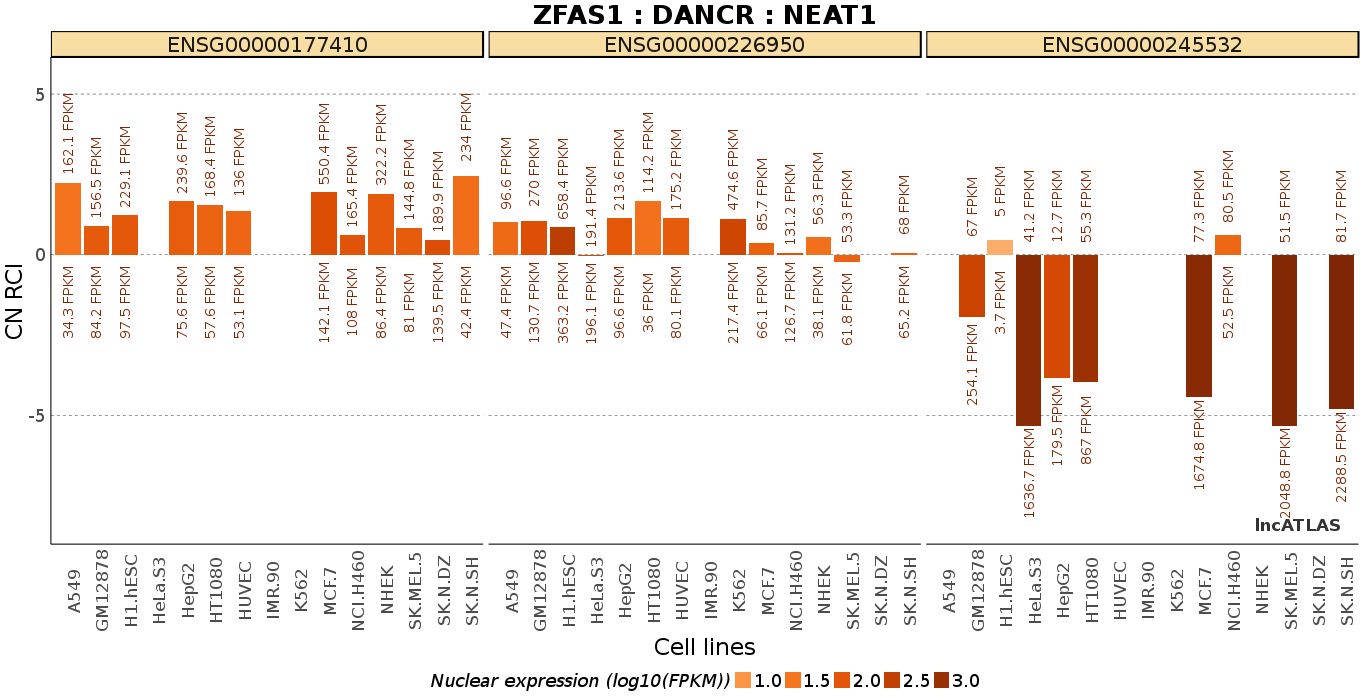 ZFAS1 : DANCR : NEAT1
ENSG00000177410 ENSG00000226950 ENSG00000245532
CN RCI
5
0
-5
162.1 FPKM 156.5 FPKM 229.1 FPKM 239.6 FPKM 168.4 FPKM 136 FPKM 550.4 FPKM 165.4 FPKM 322.2 FPKM 144.8 FPKM 189.9 FPKM 234 FPKM
34.3 FPKM 84.2 FPKM 97.5 FPKM 75.6 FPKM 57.6 FPKM 53.1 FPKM 142.1 FPKM 108 FPKM 86.4 FPKM 81 FPKM 139.5 FPKM 42.4 FPKM
96.6 FPKM 270 FPKM 658.4 FPKM 191.4 FPKM 213.6 FPKM 114.2 FPKM 175.2 FPKM 474.6 FPKM 85.7 FPKM 131.2 FPKM 56.3 FPKM 53.3 FPKM 68 FPKM
47.4 FPKM 130.7 FPKM 363.2 FPKM 196.1 FPKM 96.6 FPKM 36 FPKM 80.1 FPKM 217.4 FPKM 66.1 FPKM 126.7 FPKM 38.1 FPKM 61.8 FPKM 65.2 FPKM
67 FPKM 5 FPKM 41.2 FPKM 12.7 FPKM 55.3 FPKM 77.3 FPKM 80.5 FPKM 51.5 FPKM 81.7 FPKM
254.1 FPKM 3.7 FPKM 1636.7 FPKM 179.5 FPKM 867 FPKM 1674.8 FPKM 52.5 FPKM 2048.8 FPKM 2288.5 FPKM
lncATLAS
A549 GM12878 H1.hESC HeLa.S3 HepG2 HT1080 HUVEC IMR.90 K562 MCF.7 NCI.H460 NHEK SK.MEL.5 SK.N.DZ SK.N.SH
A549 GM12878 H1.hESC HeLa.S3 HepG2 HT1080 HUVEC IMR.90 K562 MCF.7 NCI.H460 NHEK SK.MEL.5 SK.N.DZ SK.N.SH
A549 GM12878 H1.hESC HeLa.S3 HepG2 HT1080 HUVEC IMR.90 K562 MCF.7 NCI.H460 NHEK SK.MEL.5 SK.N.DZ SK.N.SH
Cell lines
Nuclear expression (log10(FPKM)) 1.0 1.5 2.0 2.5 3.0